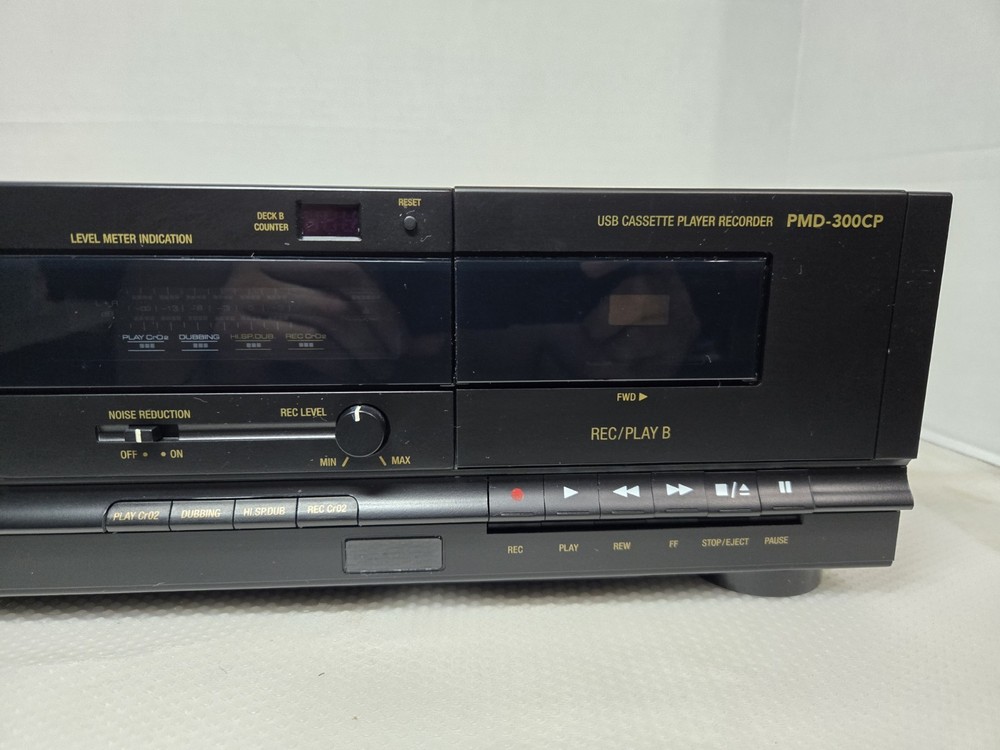 DECK B
COUNTER
RESET
USB CASSETTE PLAYER RECORDER PMD-300CP
LEVEL METER INDICATION
PLAY CrO2 DUBBING HI.SP.DUB REC CrO2
FWD
NOISE REDUCTION
REC LEVEL
REC/PLAY B
OFF ON
MIN MAX
PLAY CrO2 DUBBING HI.SP.DUB REC CrO2
REC PLAY REW FF STOP/EJECT PAUSE